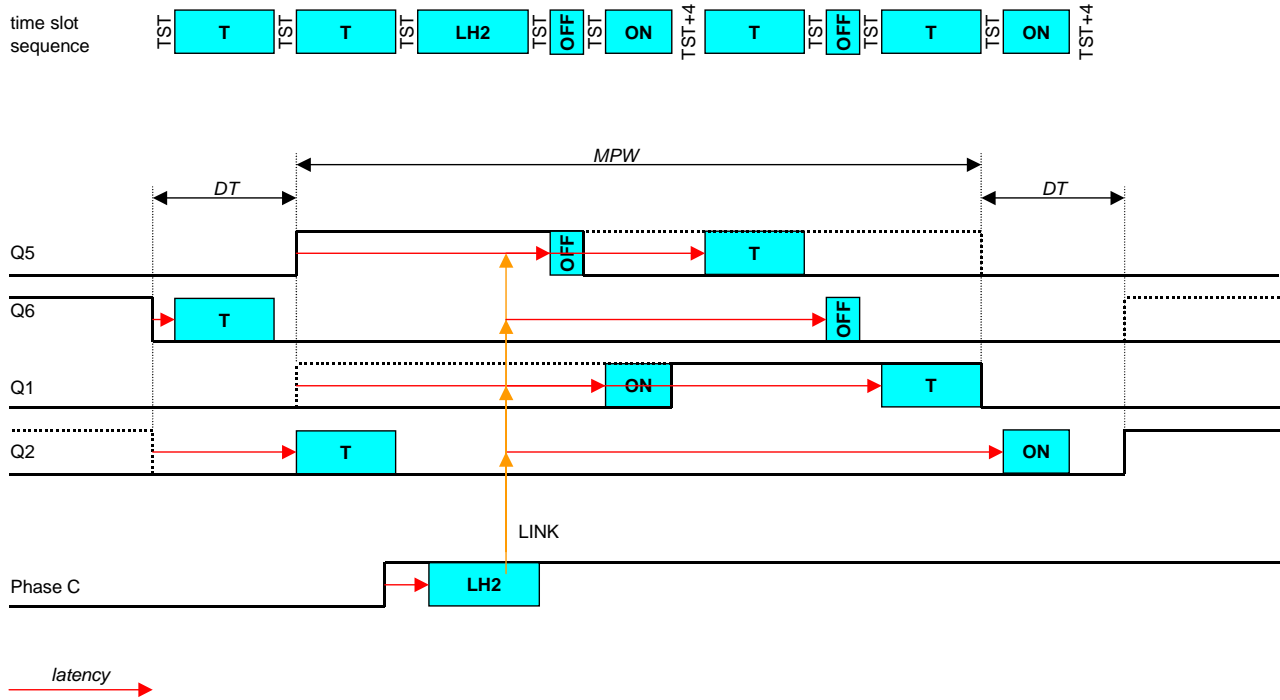 time slot
sequence
TST T TST T TST LH2 TST OFF TST ON TST+4 T TST OFF T TST ON TST+4
MPW
DT
DT
Q5
OFF
T
Q6
T
OFF
Q1
ON
T
Q2
T
ON
LINK
Phase C
LH2
latency